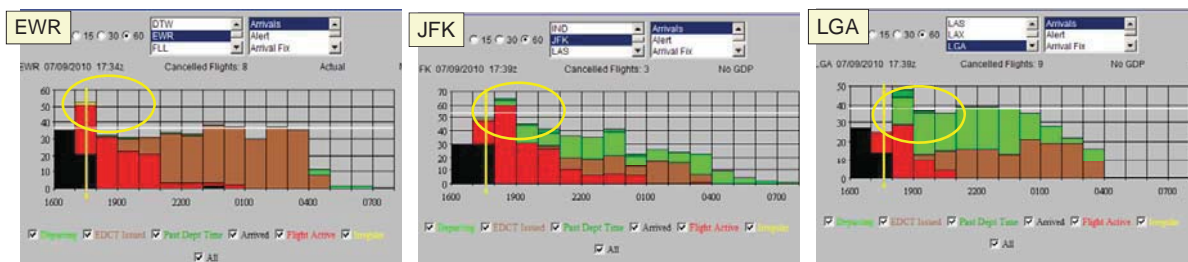 EWR
15 30 60
DTW
EWR
FLL
Arrivals
Alert
Arrival Fix
EWR 07/09/2010 17:34z Cancelled Flights: 8 Actual
60
50
40
30
20
10
0
1600 1900 2200 0100 0400 0700
Departing EDCT Issued Past Dept Time Arrived Flight Active Irregular
All
JFK
15 30 60
IND
JFK
LAS
Arrivals
Alert
Arrival Fix
FK 07/09/2010 17:39z Cancelled Flights: 3 No GDP
70
60
50
40
30
20
10
0
1600 1900 2200 0100 0400 0700
Departing EDCT Issued Past Dept Time Arrived Flight Active Irregular
All
LGA
15 30 60
LAS
LAX
LGA
Arrivals
Alert
Arrival Fix
GA 07/09/2010 17:39z Cancelled Flights: 9 No GDP
50
40
30
20
10
0
1600 1900 2200 0100 0400 0700
Departing EDCT Issued Past Dept Time Arrived Flight Active Irregular
All